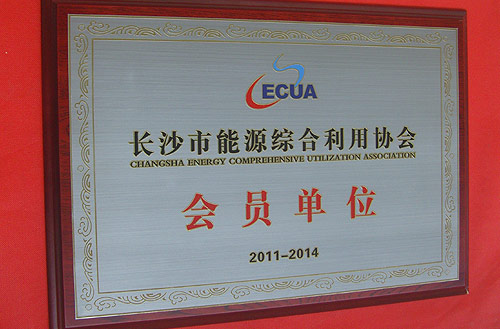 ECUA
长沙市能源综合利用协会
CHANGSHA ENERGY COMPREHENSIVE UTILIZATION ASSOCIATION
会员单位
2011-2014